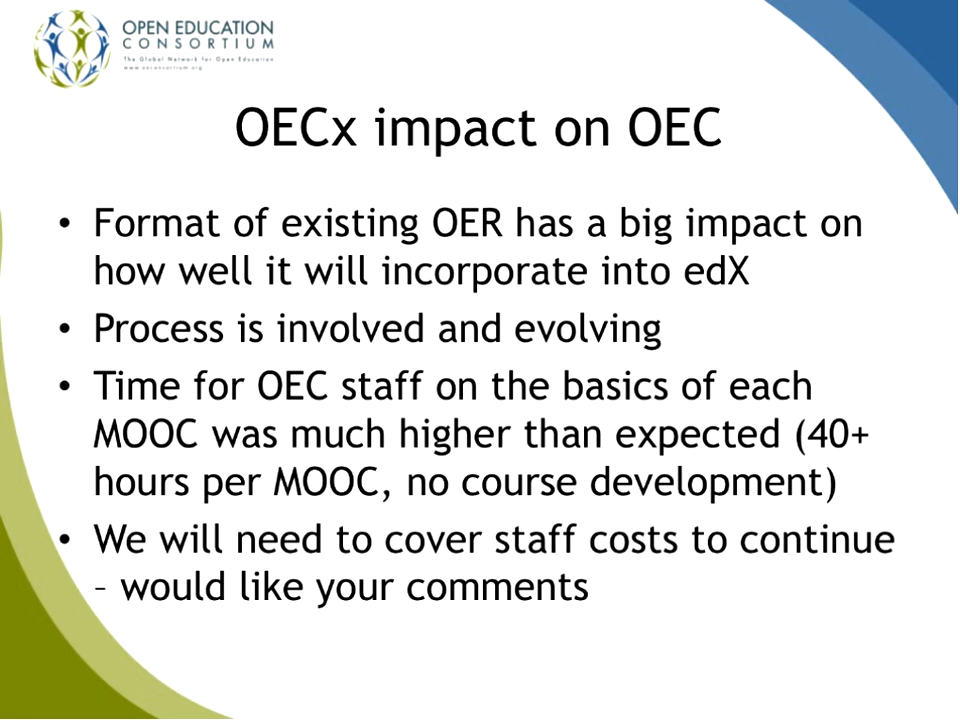 OPEN EDUCATION
CONSORTIUM
The Global Network for Open Education
www.oeconsortium.org
OECx impact on OEC
• Format of existing OER has a big impact on
how well it will incorporate into edX
• Process is involved and evolving
• Time for OEC staff on the basics of each
MOOC was much higher than expected (40+
hours per MOOC, no course development)
• We will need to cover staff costs to continue
– would like your comments